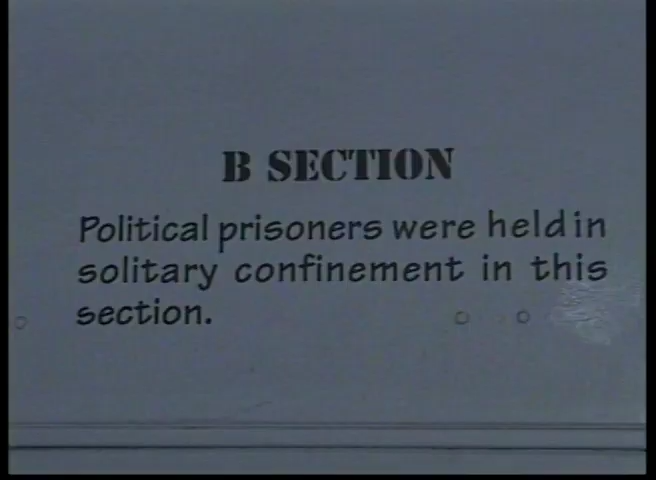 B SECTION
Political prisoners were held in
solitary confinement in this
section.